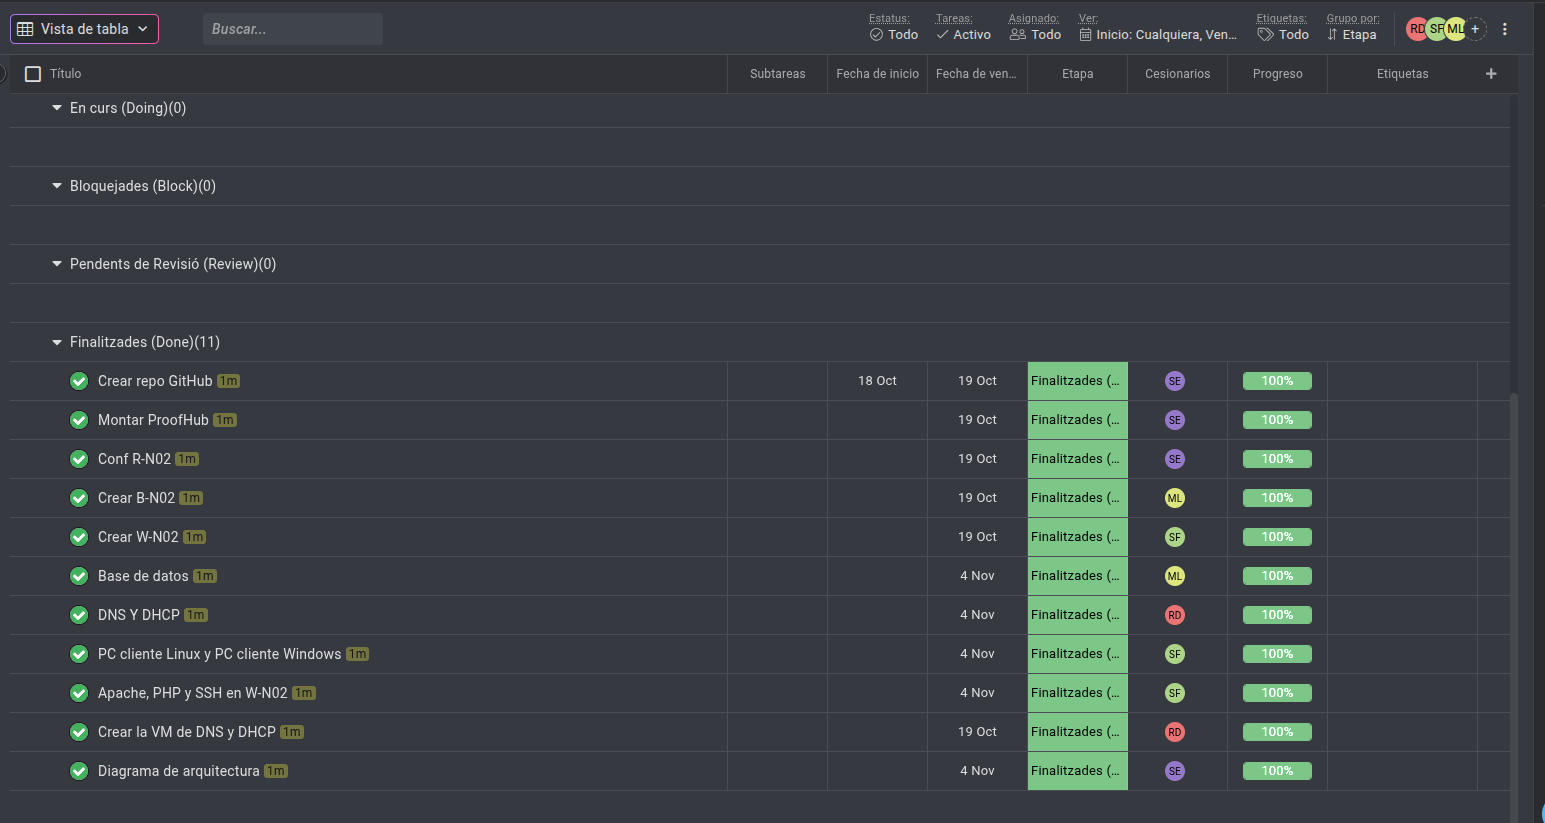 Vista de tabla
Buscar...
Estatus: Todo
Tareas: Activo
Asignado: Todo
Ver: Inicio: Cualquiera, Ven...
Etiquetas: Todo
Grupo por: Etapa
RD SF ML +
Título Subtareas Fecha de inicio Fecha de ven... Etapa Cesionarios Progreso Etiquetas +
En curs (Doing)(0)
Bloquejades (Block)(0)
Pendents de Revisió (Review)(0)
Finalitzades (Done)(11)
Crear repo GitHub 1m 18 Oct 19 Oct Finalitzades (... SE 100%
Montar ProofHub 1m 19 Oct Finalitzades (... SE 100%
Conf R-N02 1m 19 Oct Finalitzades (... SE 100%
Crear B-N02 1m 19 Oct Finalitzades (... ML 100%
Crear W-N02 1m 19 Oct Finalitzades (... SF 100%
Base de datos 1m 4 Nov Finalitzades (... ML 100%
DNS Y DHCP 1m 4 Nov Finalitzades (... RD 100%
PC cliente Linux y PC cliente Windows 1m 4 Nov Finalitzades (... SF 100%
Apache, PHP y SSH en W-N02 1m 4 Nov Finalitzades (... SF 100%
Crear la VM de DNS y DHCP 1m 19 Oct Finalitzades (... RD 100%
Diagrama de arquitectura 1m 4 Nov Finalitzades (... SE 100%